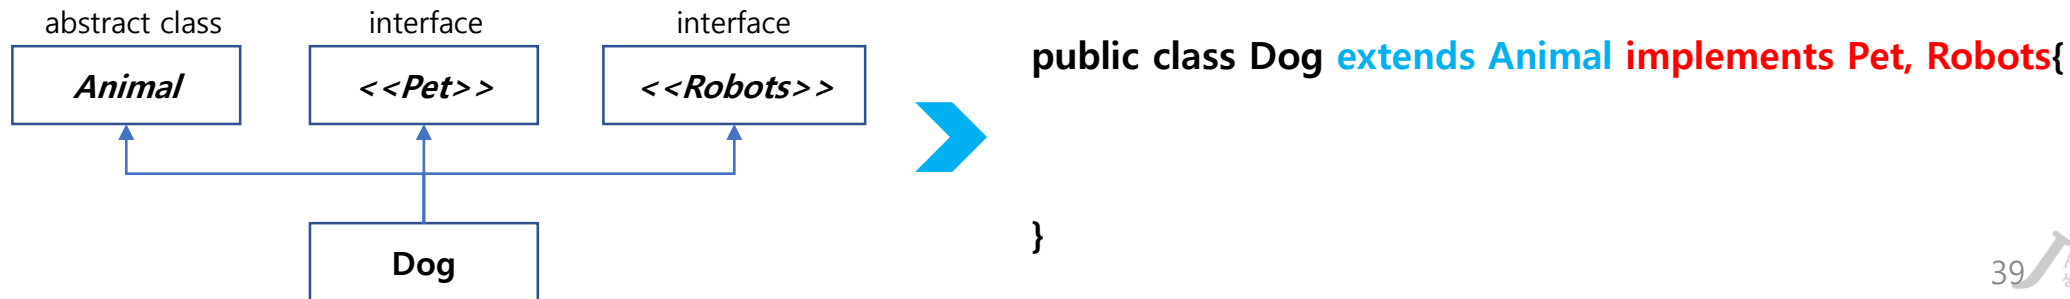 abstract class
interface
interface
Animal
<<Pet>>
<<Robots>>
Dog
public class Dog extends Animal implements Pet, Robots{
}
39